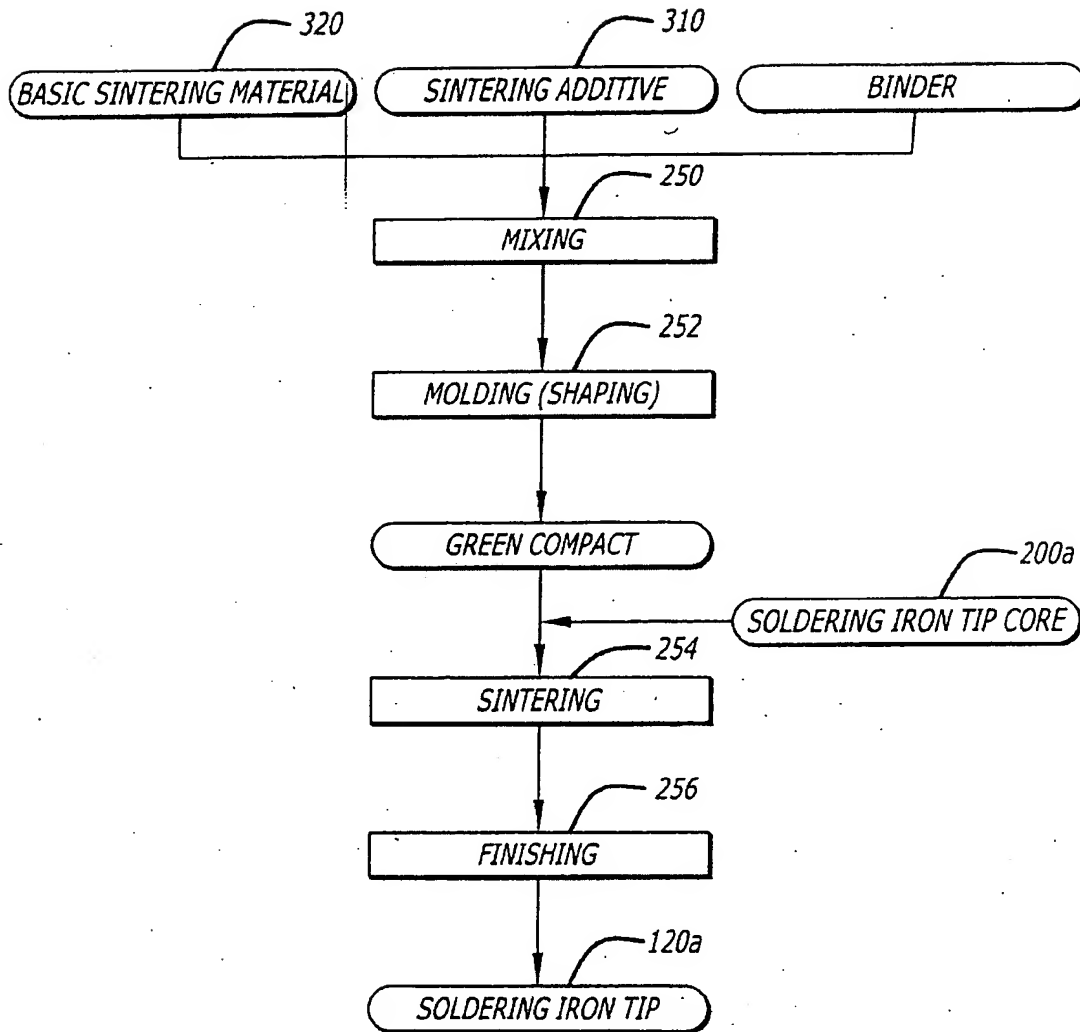 320
310
BASIC SINTERING MATERIAL
SINTERING ADDITIVE
BINDER
250
MIXING
252
MOLDING (SHAPING)
GREEN COMPACT
200a
SOLDERING IRON TIP CORE
254
SINTERING
256
FINISHING
120a
SOLDERING IRON TIP